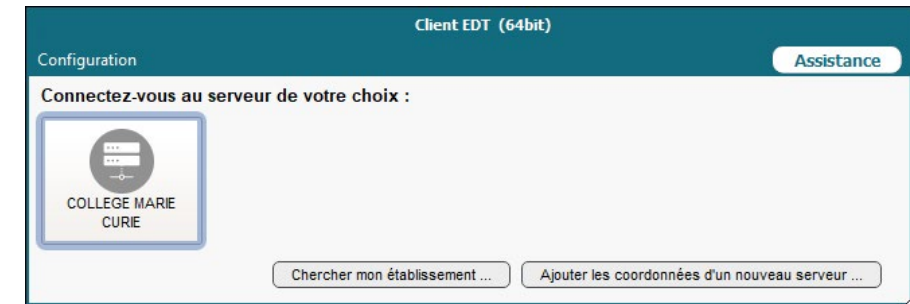 Client EDT (64bit)
Configuration
Assistance
Connectez-vous au serveur de votre choix :
COLLEGE MARIE
CURIE
Chercher mon établissement ...
Ajouter les coordonnées d'un nouveau serveur ...